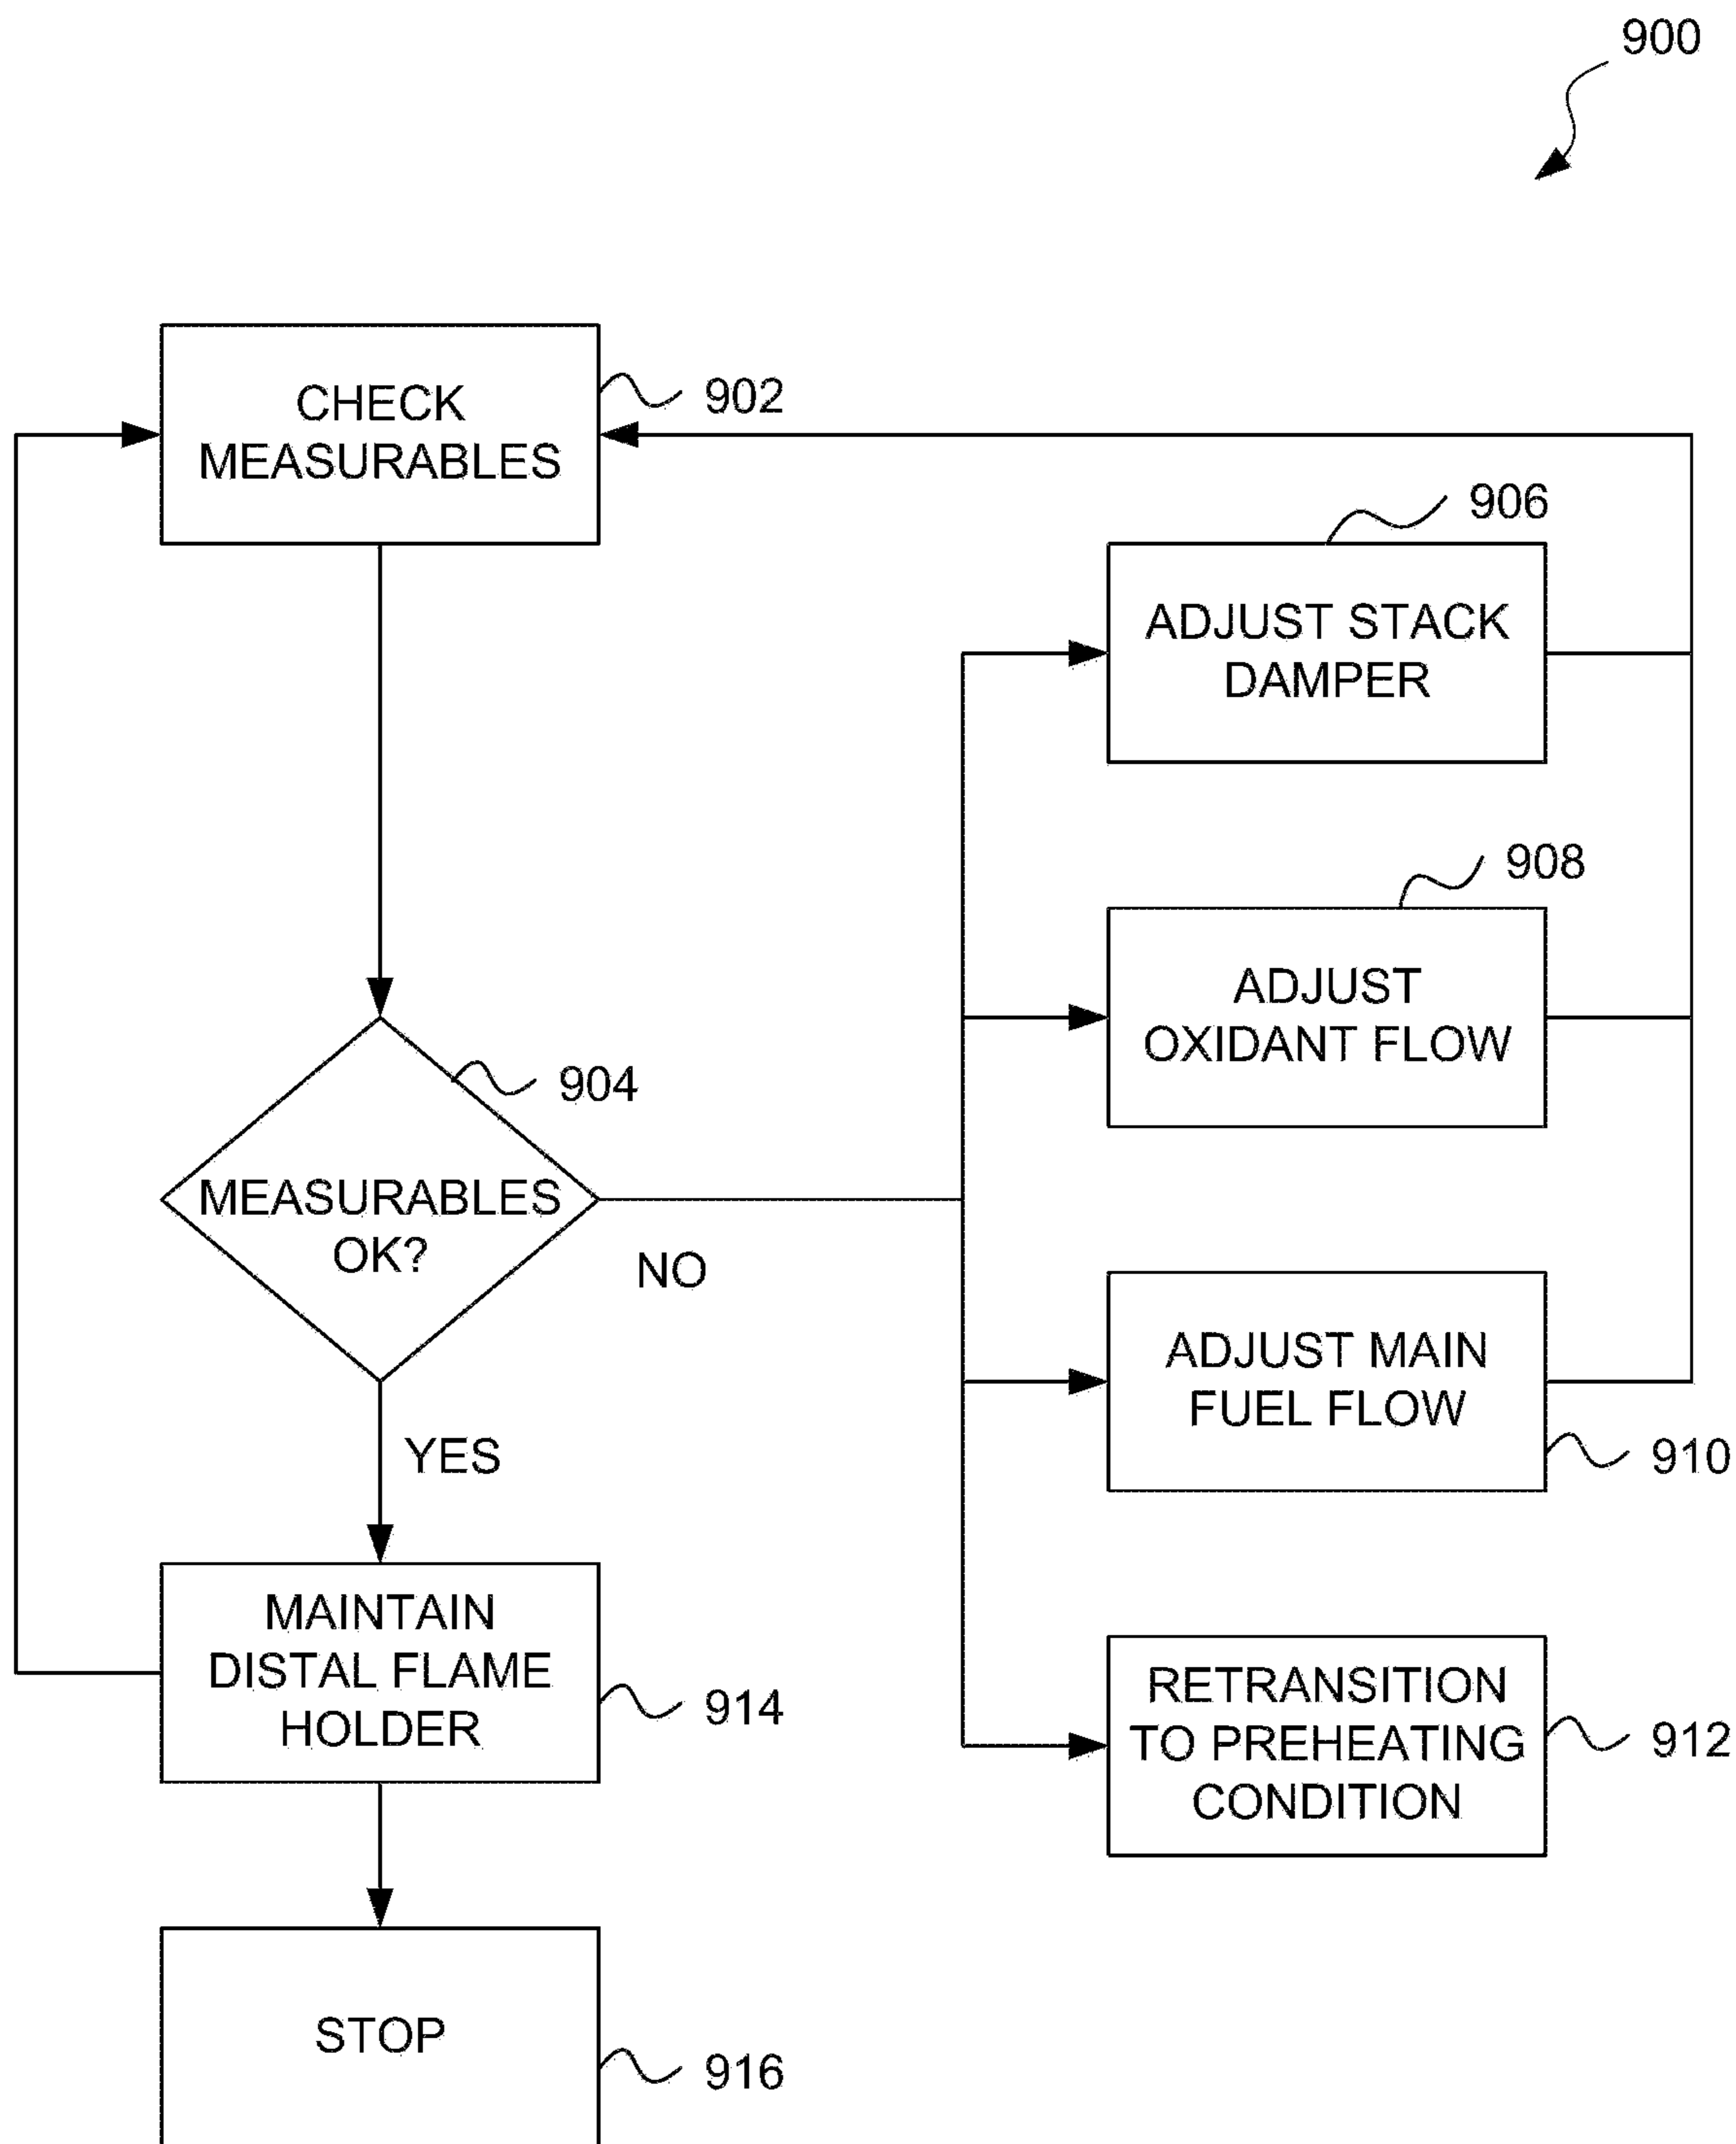 900
CHECK
MEASURABLES
902
906
ADJUST STACK
DAMPER
908
ADJUST
OXIDANT FLOW
904
MEASURABLES
OK?
NO
ADJUST MAIN
FUEL FLOW
910
YES
MAINTAIN
DISTAL FLAME
HOLDER
914
RETRANSITION
TO PREHEATING
CONDITION
912
STOP
916